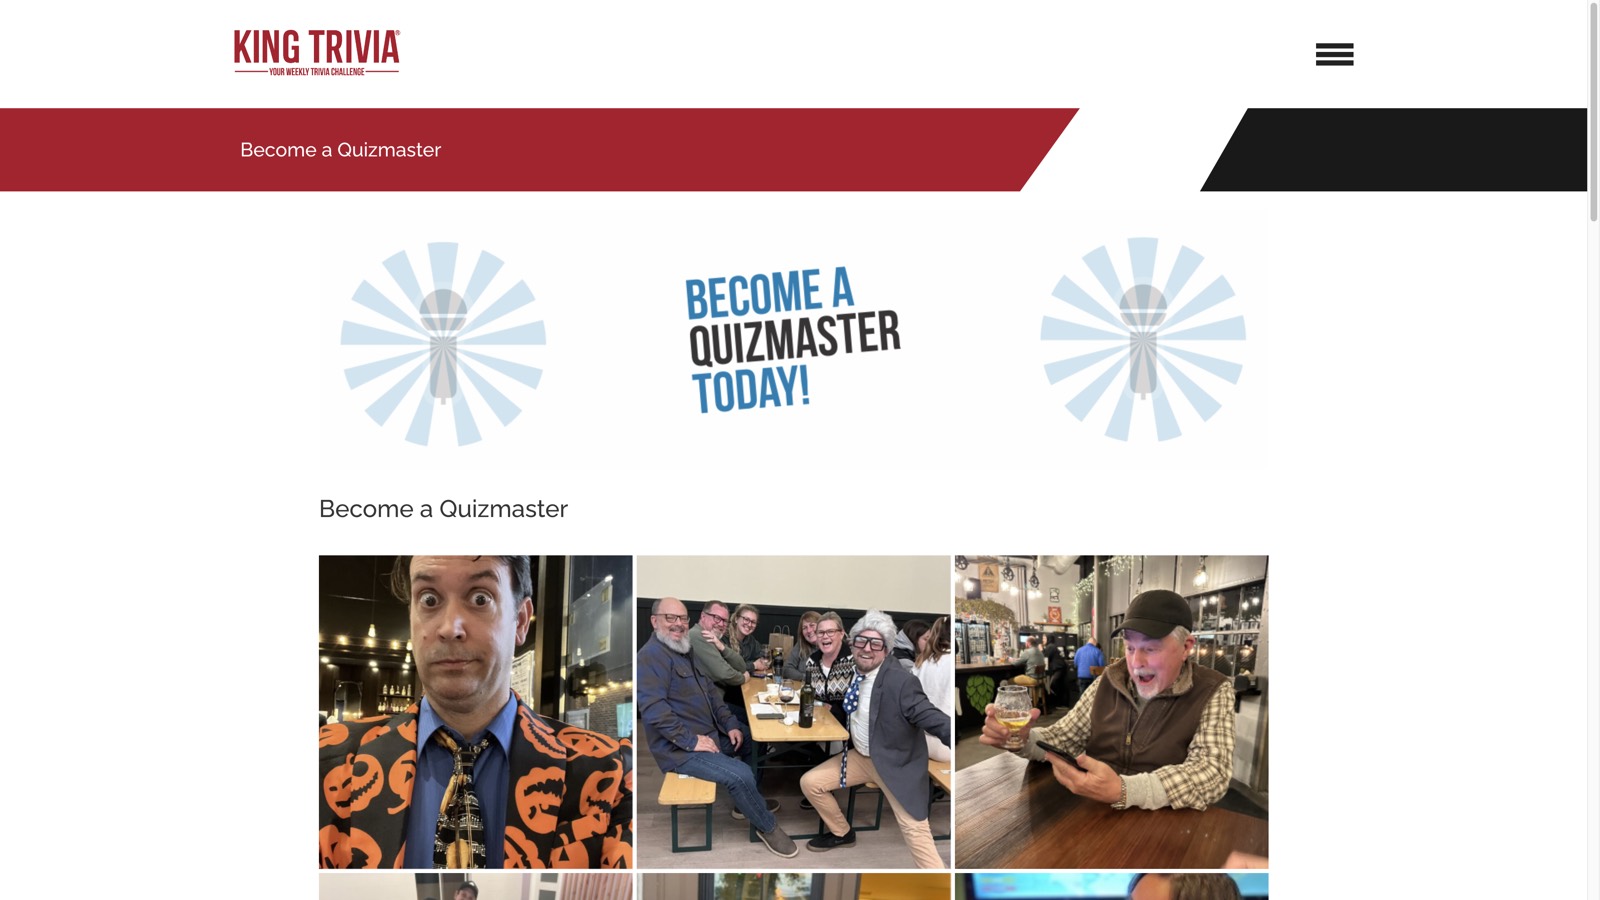 KING TRIVIA®
YOUR WEEKLY TRIVIA CHALLENGE
Become a Quizmaster
BECOME A
QUIZMASTER
TODAY!
Become a Quizmaster